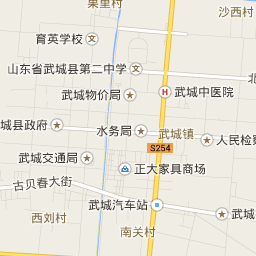 果里村
沙西村
育英学校
山东省武城县第二中学
北
武城物价局
武城中医院
城县政府
水务局
武城镇
人民检察
S254
武城交通局
正大家具商场
古贝春大街
西刘村
武城汽车站
武城
南关村